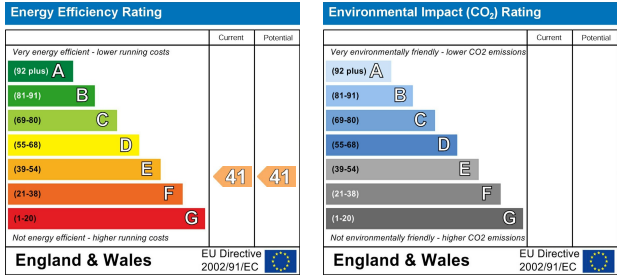 Energy Efficiency Rating
Current Potential
Very energy efficient - lower running costs
(92 plus) A
(81-91) B
(69-80) C
(55-68) D
(39-54) E 41 41
(21-38) F
(1-20) G
Not energy efficient - higher running costs
England & Wales
EU Directive
2002/91/EC
Environmental Impact (CO₂) Rating
Current Potential
Very environmentally friendly - lower CO2 emissions
(92 plus) A
(81-91) B
(69-80) C
(55-68) D
(39-54) E
(21-38) F
(1-20) G
Not environmentally friendly - higher CO2 emissions
England & Wales
EU Directive
2002/91/EC